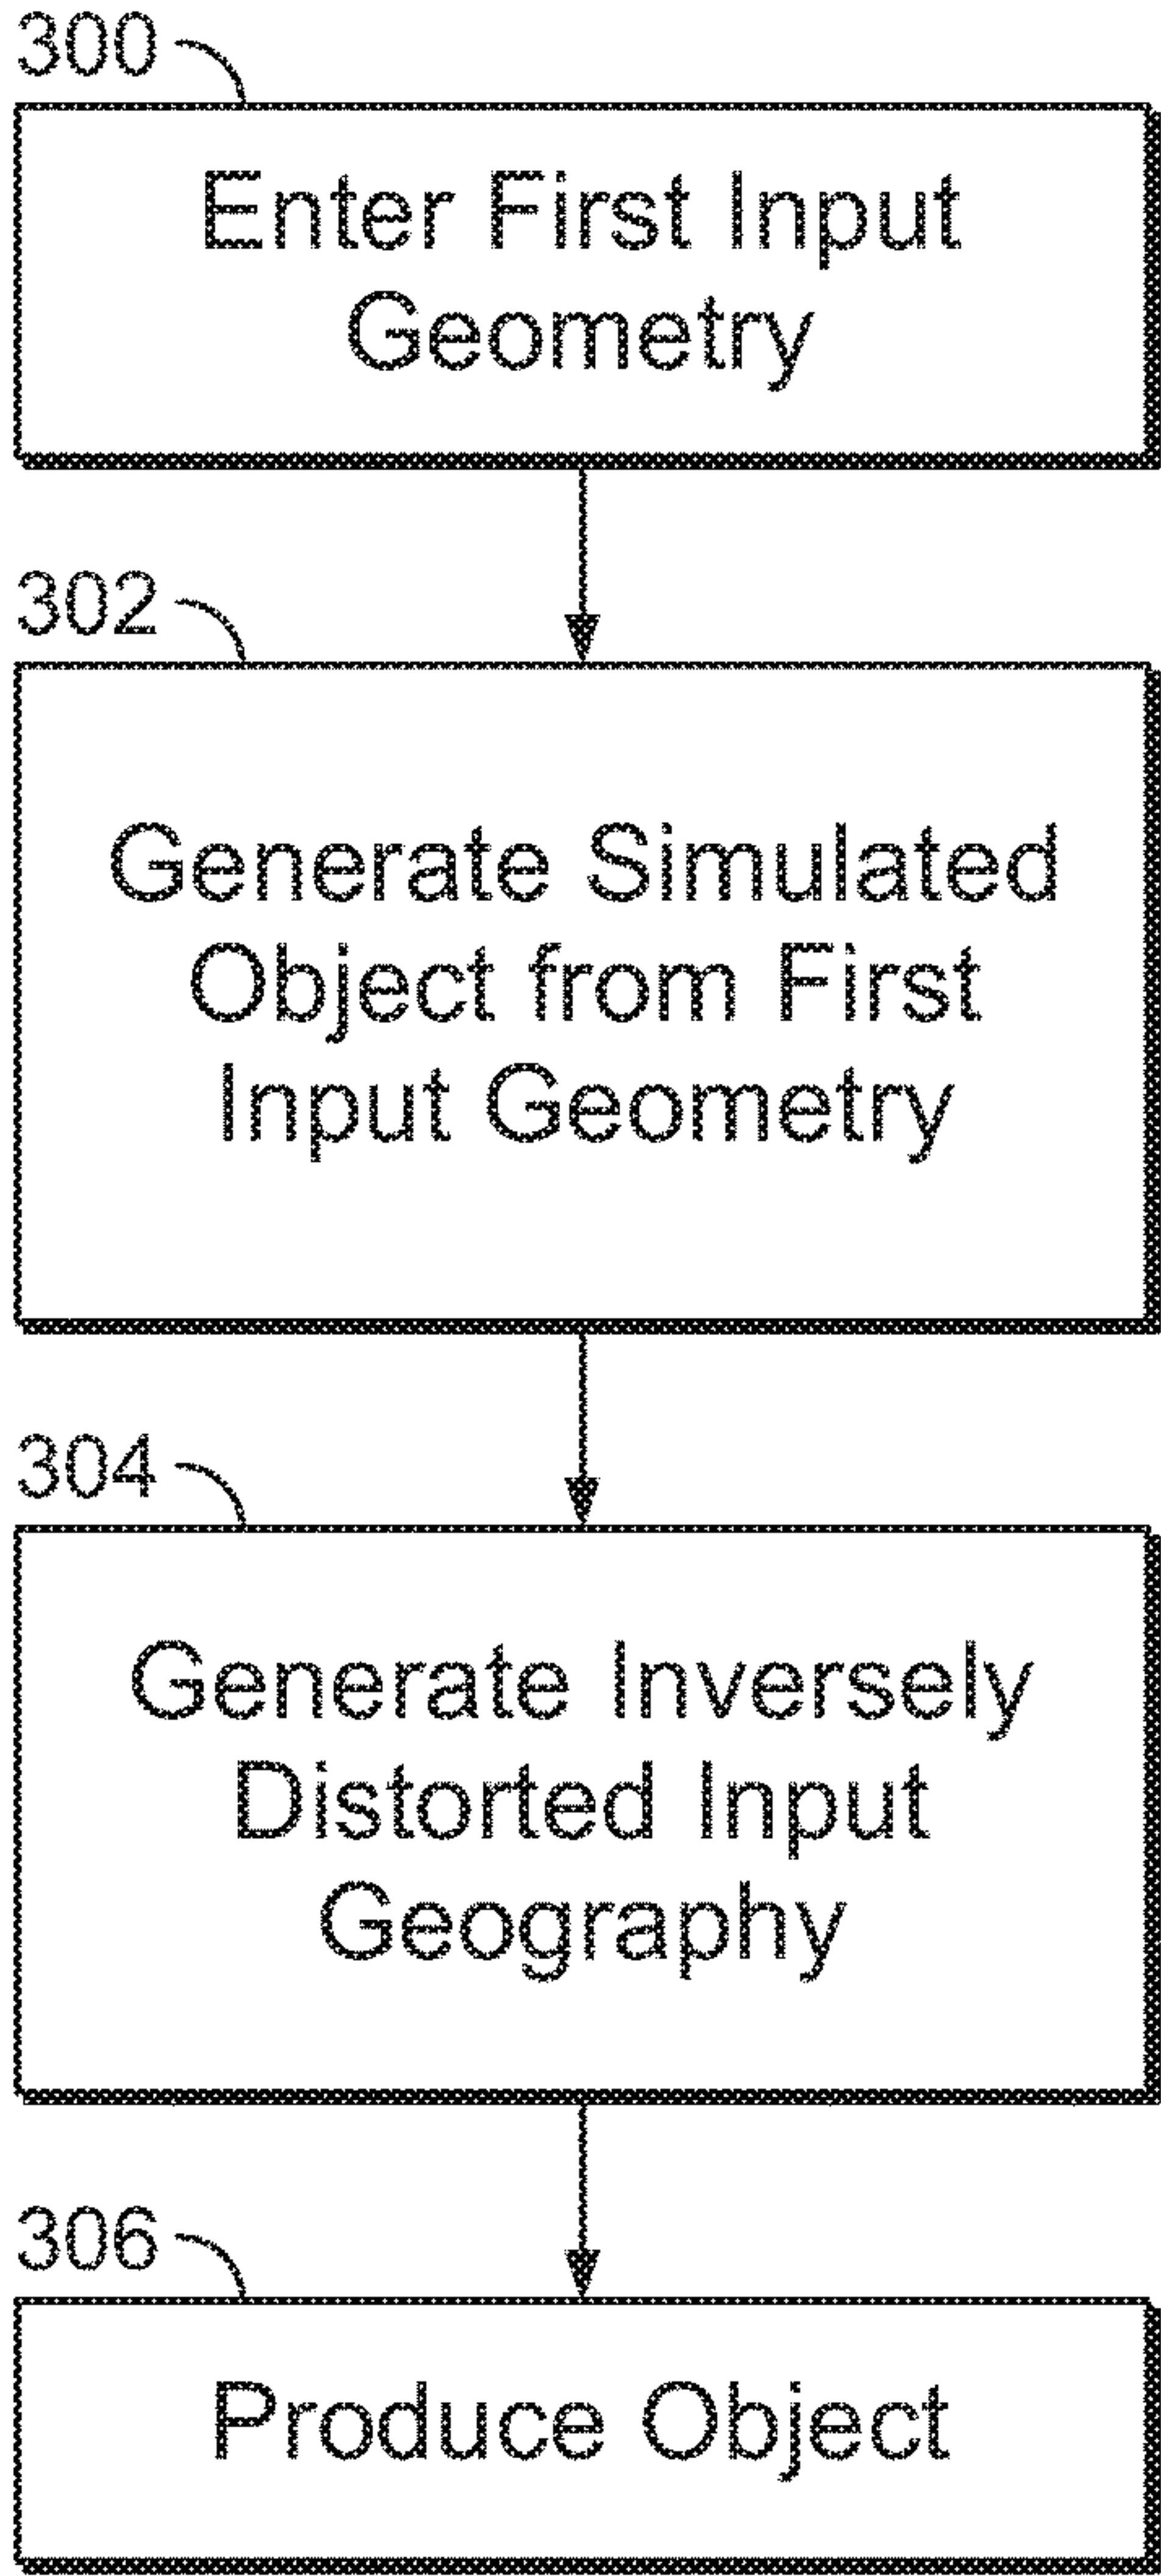 300
Enter First Input
Geometry
302
Generate Simulated
Object from First
Input Geometry
304
Generate Inversely
Distorted Input
Geography
306
Produce Object